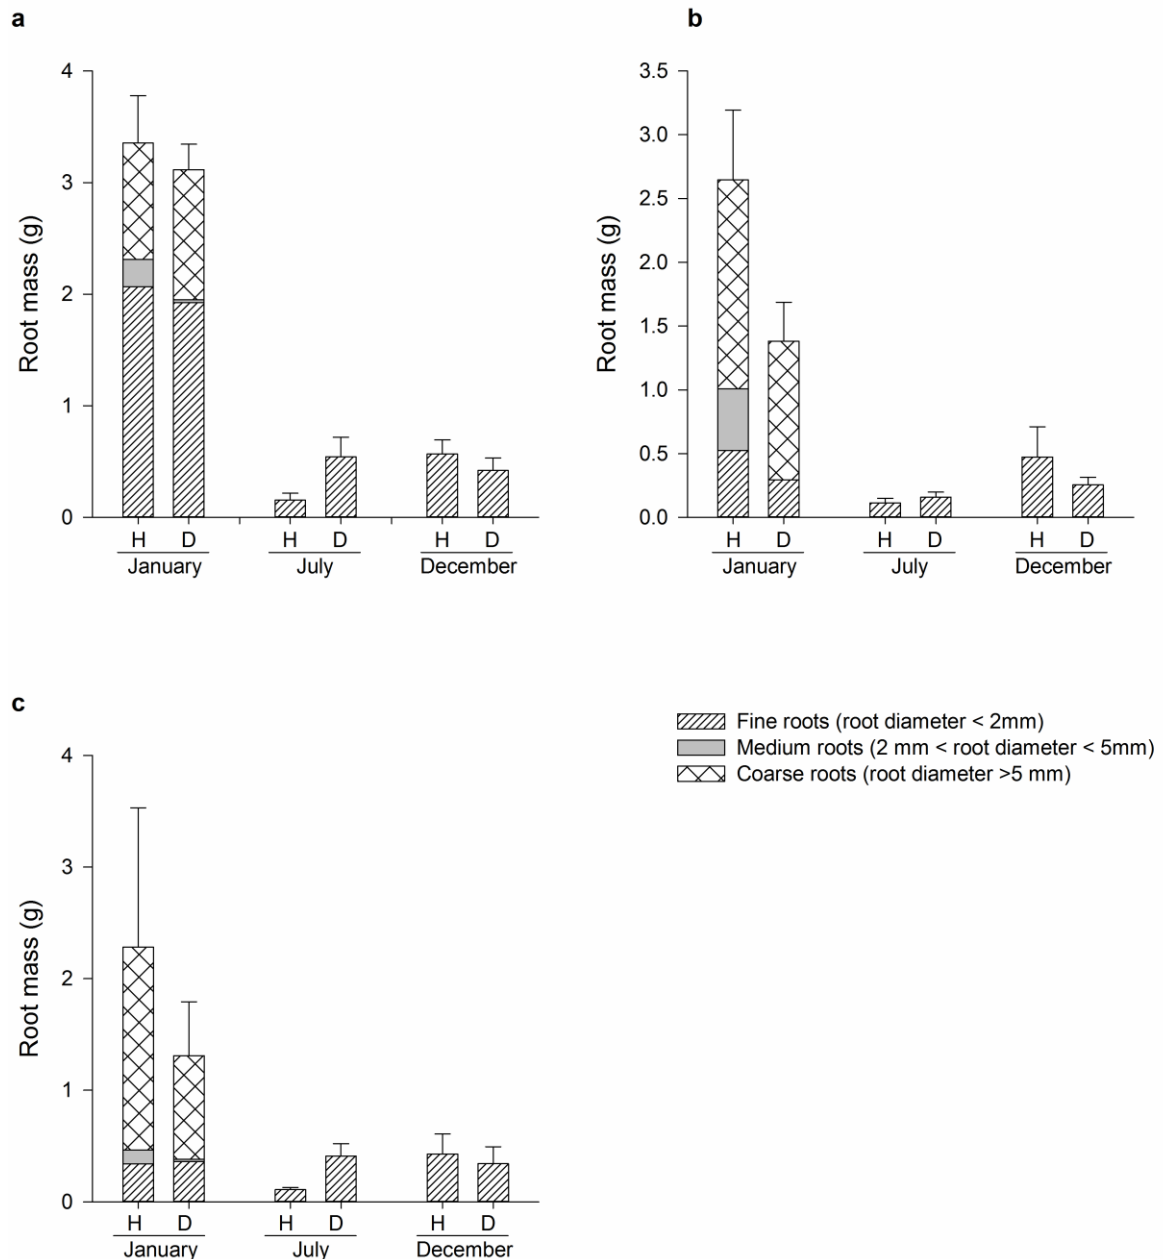 a
4
3
2
1
0
Root mass (g)
H D H D H D
January July December
b
3.5
3.0
2.5
2.0
1.5
1.0
0.5
0.0
Root mass (g)
H D H D H D
January July December
c
4
3
2
1
0
Root mass (g)
H D H D H D
January July December
Fine roots (root diameter < 2mm)
Medium roots (2 mm < root diameter < 5mm)
Coarse roots (root diameter >5 mm)